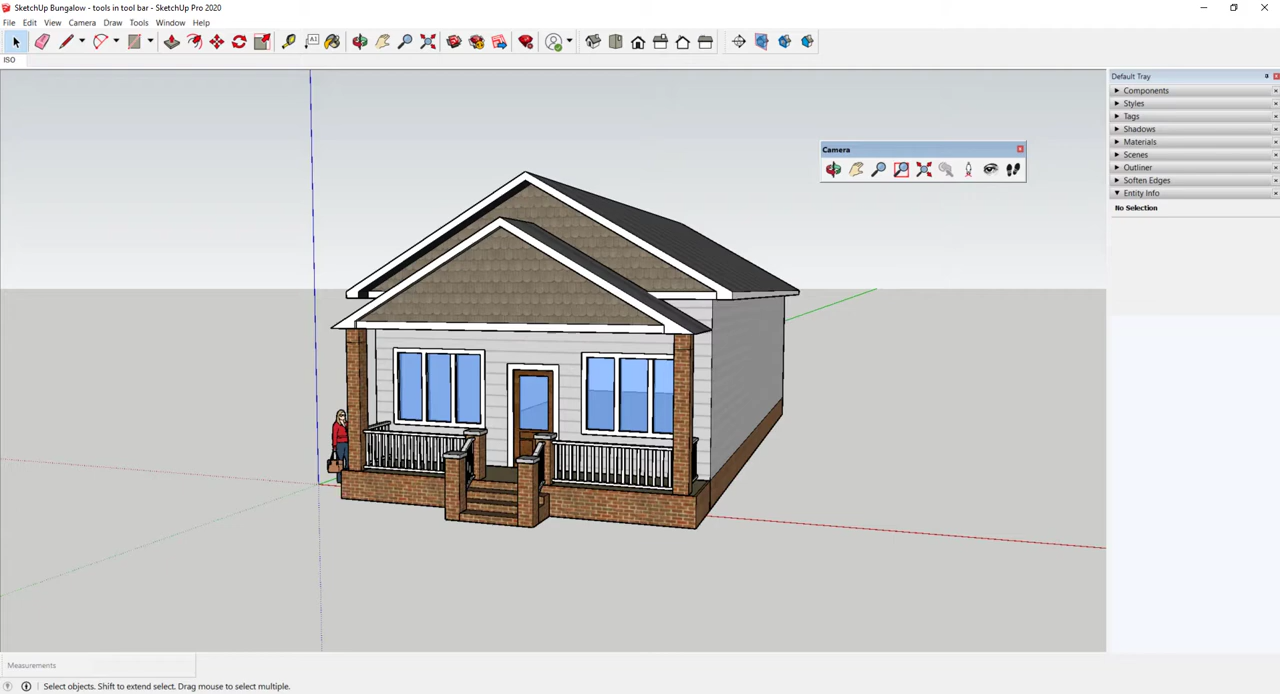 SketchUp Bungalow - tools in tool bar - SketchUp Pro 2020
File Edit View Camera Draw Tools Window Help
ISO
Default Tray
Components
Styles
Tags
Shadows
Materials
Scenes
Outliner
Soften Edges
Entity Info
No Selection
Camera
Measurements
Select objects. Shift to extend select. Drag mouse to select multiple.